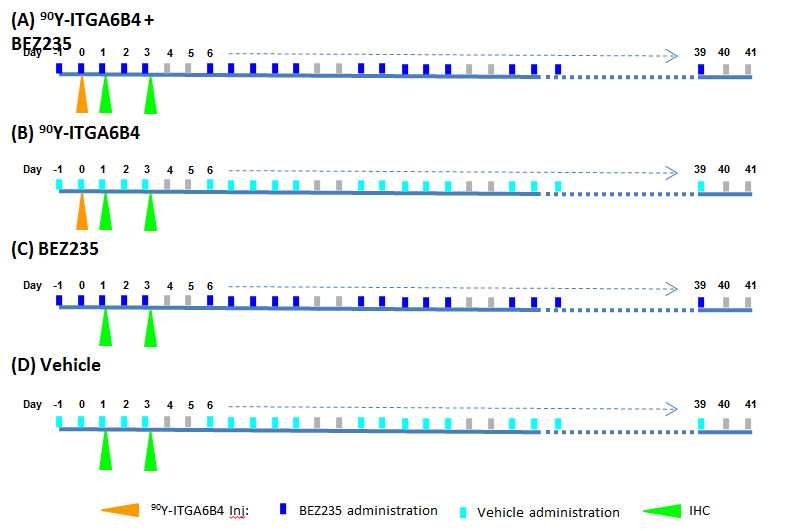 (A) ⁹⁰Y-ITGA6B4 +
BEZ235
Day -1 0 1 2 3 4 5 6 39 40 41
(B) ⁹⁰Y-ITGA6B4
Day -1 0 1 2 3 4 5 6 39 40 41
(C) BEZ235
Day -1 0 1 2 3 4 5 6 39 40 41
(D) Vehicle
Day -1 0 1 2 3 4 5 6 39 40 41
⁹⁰Y-ITGA6B4 Inj: BEZ235 administration Vehicle administration IHC